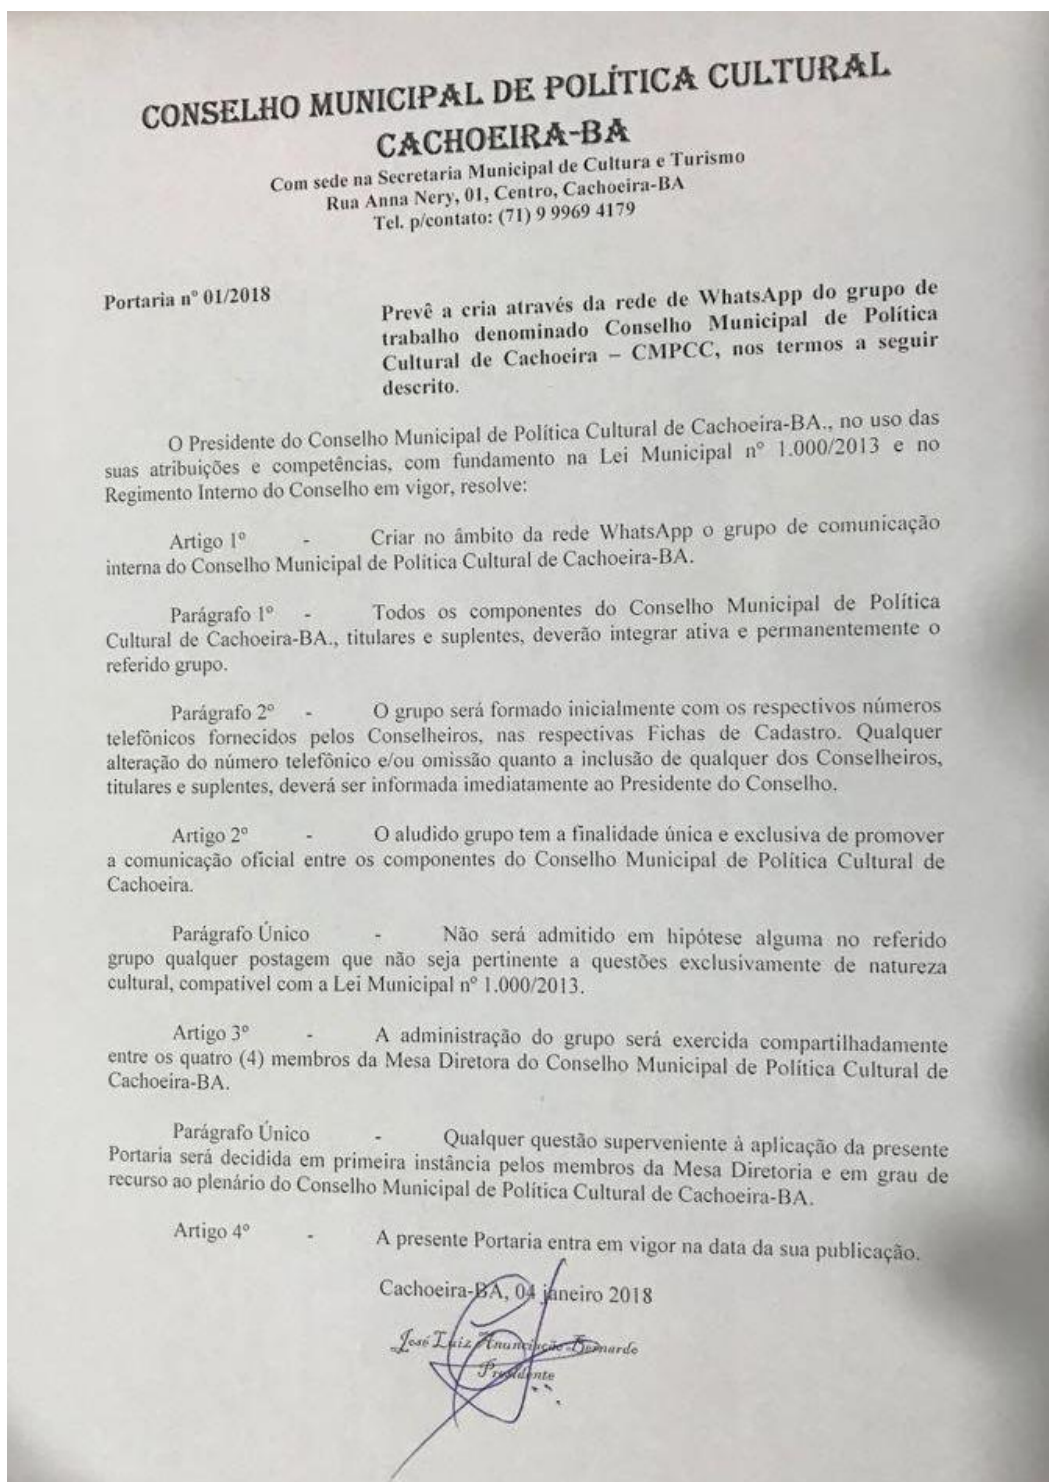 CONSELHO MUNICIPAL DE POLÍTICA CULTURAL
CACHOEIRA-BA
Com sede na Secretaria Municipal de Cultura e Turismo
Rua Anna Nery, 01, Centro, Cachoeira-BA
Tel. p/contato: (71) 9 9969 4179
Portaria nº 01/2018
Prevê a cria através da rede de WhatsApp do grupo de
trabalho denominado Conselho Municipal de Política
Cultural de Cachoeira – CMPCC, nos termos a seguir
descrito.
O Presidente do Conselho Municipal de Política Cultural de Cachoeira-BA., no uso das
suas atribuições e competências, com fundamento na Lei Municipal nº 1.000/2013 e no
Regimento Interno do Conselho em vigor, resolve:
Artigo 1º - Criar no âmbito da rede WhatsApp o grupo de comunicação
interna do Conselho Municipal de Política Cultural de Cachoeira-BA.
Parágrafo 1º - Todos os componentes do Conselho Municipal de Política
Cultural de Cachoeira-BA., titulares e suplentes, deverão integrar ativa e permanentemente o
referido grupo.
Parágrafo 2º - O grupo será formado inicialmente com os respectivos números
telefônicos fornecidos pelos Conselheiros, nas respectivas Fichas de Cadastro. Qualquer
alteração do número telefônico e/ou omissão quanto a inclusão de qualquer dos Conselheiros,
titulares e suplentes, deverá ser informada imediatamente ao Presidente do Conselho.
Artigo 2º - O aludido grupo tem a finalidade única e exclusiva de promover
a comunicação oficial entre os componentes do Conselho Municipal de Política Cultural de
Cachoeira.
Parágrafo Único - Não será admitido em hipótese alguma no referido
grupo qualquer postagem que não seja pertinente a questões exclusivamente de natureza
cultural, compatível com a Lei Municipal nº 1.000/2013.
Artigo 3º - A administração do grupo será exercida compartilhadamente
entre os quatro (4) membros da Mesa Diretora do Conselho Municipal de Política Cultural de
Cachoeira-BA.
Parágrafo Único - Qualquer questão superveniente à aplicação da presente
Portaria será decidida em primeira instância pelos membros da Mesa Diretoria e em grau de
recurso ao plenário do Conselho Municipal de Política Cultural de Cachoeira-BA.
Artigo 4º - A presente Portaria entra em vigor na data da sua publicação.
Cachoeira-BA, 04 janeiro 2018
José Luiz Anunciação Bernardo
Presidente